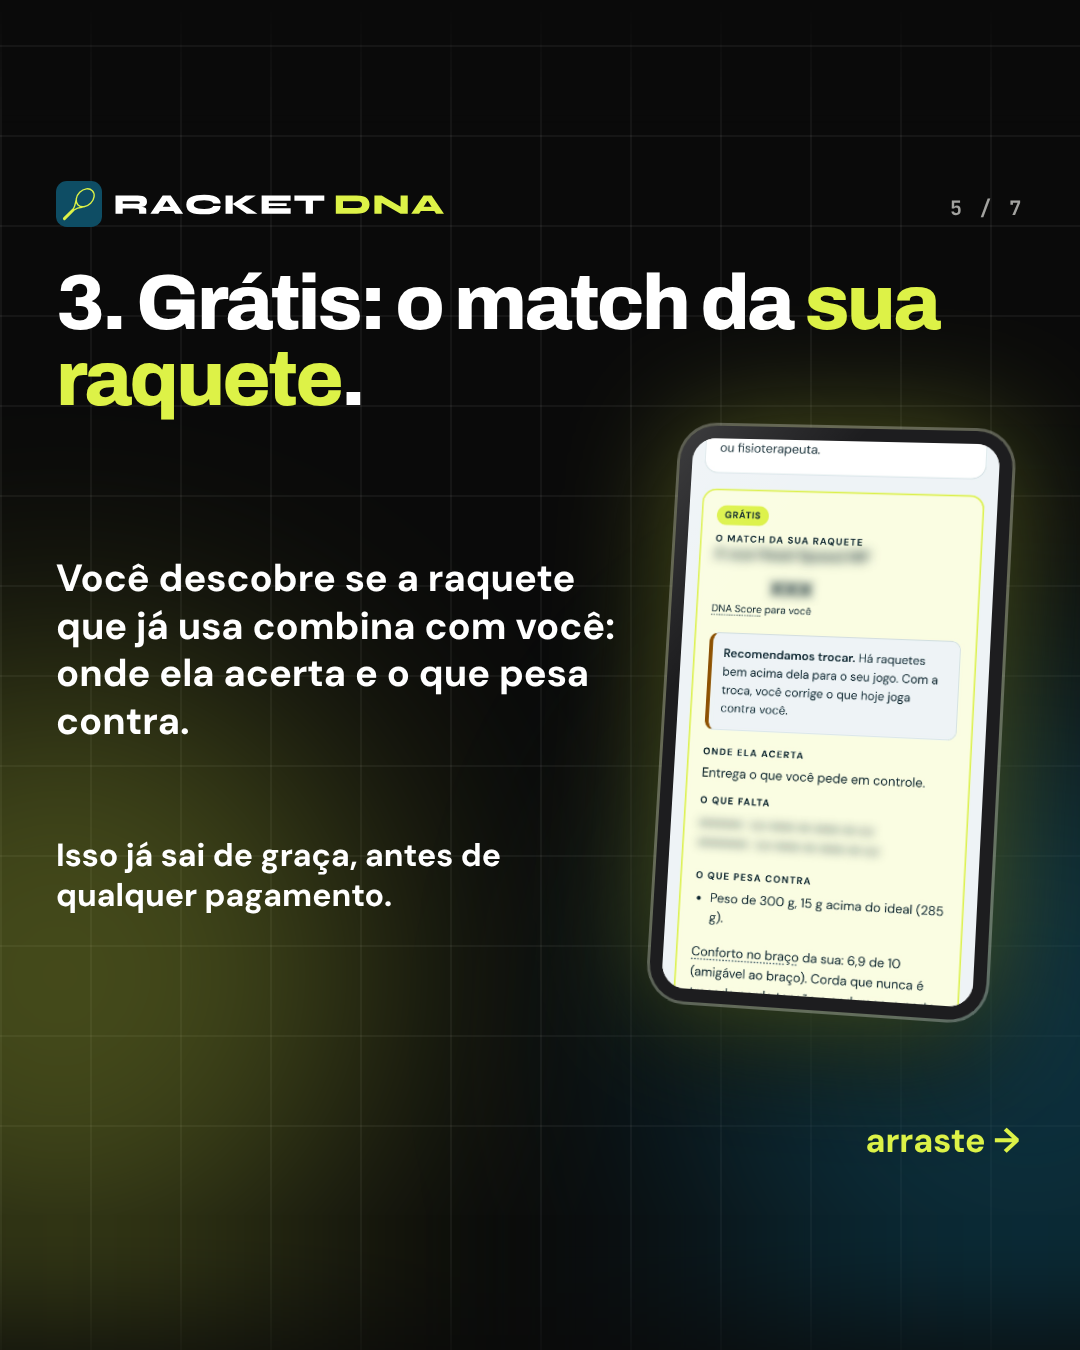 RACKET DNA
5 / 7
3. Grátis: o match da sua
raquete.
Você descobre se a raquete
que já usa combina com você:
onde ela acerta e o que pesa
contra.
Isso já sai de graça, antes de
qualquer pagamento.
ou fisioterapeuta.
GRÁTIS
O MATCH DA SUA RAQUETE
DNA Score para você
Recomendamos trocar. Há raquetes
bem acima dela para o seu jogo. Com a
troca, você corrige o que hoje joga
contra você.
ONDE ELA ACERTA
Entrega o que você pede em controle.
O QUE FALTA
O QUE PESA CONTRA
• Peso de 300 g, 15 g acima do ideal (285
g).
Conforto no braço da sua: 6,9 de 10
(amigável ao braço). Corda que nunca é
arraste →